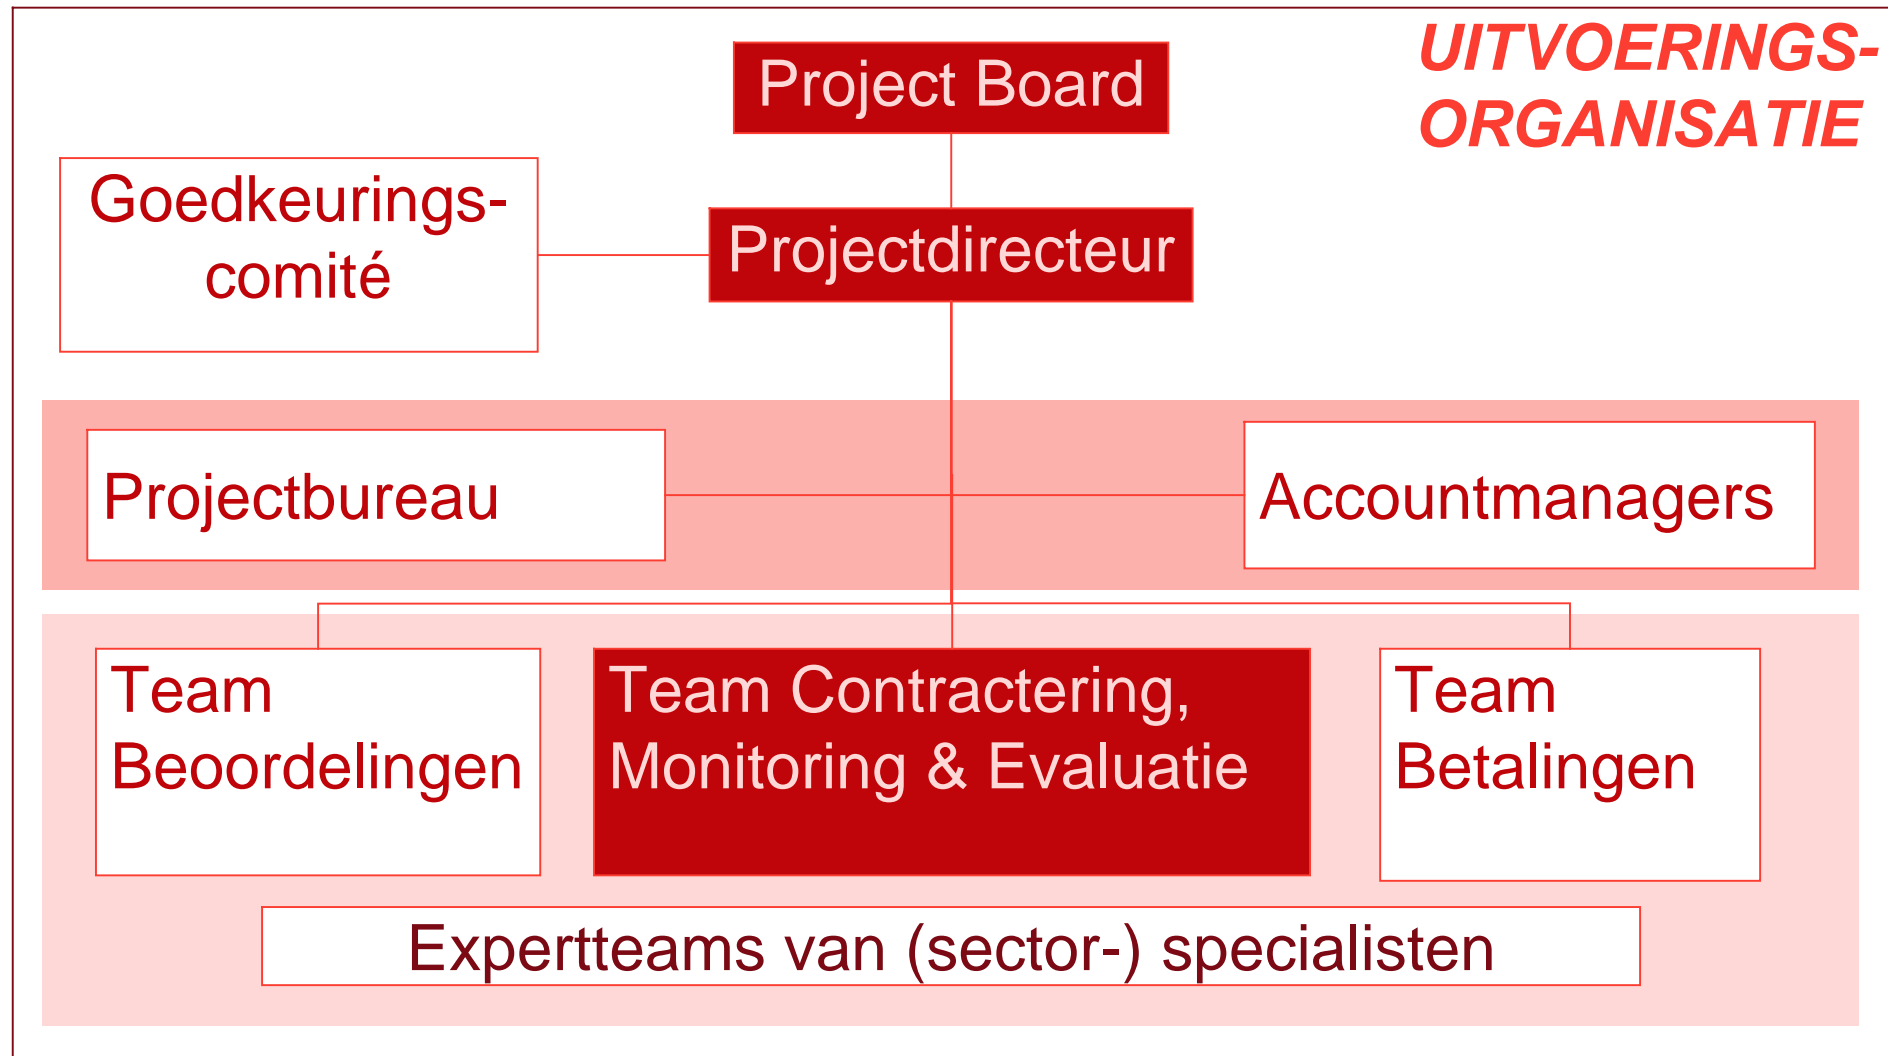 UITVOERINGS-
ORGANISATIE
Project Board
Goedkeurings-
comité
Projectdirecteur
Projectbureau
Accountmanagers
Team
Beoordelingen
Team Contractering,
Monitoring & Evaluatie
Team
Betalingen
Expertteams van (sector-) specialisten